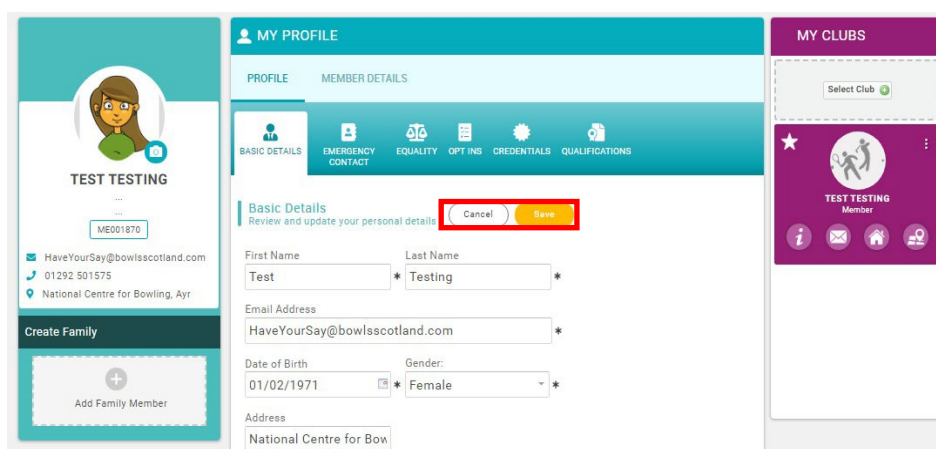 TEST TESTING
...
...
ME001870
HaveYourSay@bowlsscotland.com
01292 501575
National Centre for Bowling, Ayr
Create Family
Add Family Member
MY PROFILE
PROFILE MEMBER DETAILS
BASIC DETAILS EMERGENCY CONTACT EQUALITY OPT INS CREDENTIALS QUALIFICATIONS
Basic Details
Review and update your personal details
Cancel Save
First Name Last Name
Test * Testing *
Email Address
HaveYourSay@bowlsscotland.com *
Date of Birth Gender:
01/02/1971 * Female *
Address
National Centre for Bow
MY CLUBS
Select Club
TEST TESTING
Member